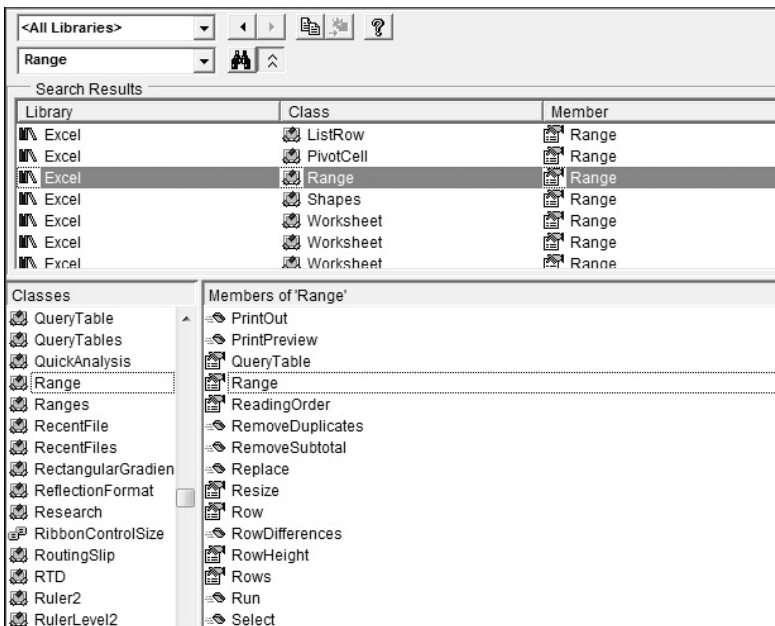 <All Libraries>
Range
Search Results
Library Class Member
Excel ListRow Range
Excel PivotCell Range
Excel Range Range
Excel Shapes Range
Excel Worksheet Range
Excel Worksheet Range
Excel Worksheet Range
Classes
QueryTable
QueryTables
QuickAnalysis
Range
Ranges
RecentFile
RecentFiles
RectangularGradien
ReflectionFormat
Research
RibbonControlSize
RoutingSlip
RTD
Ruler2
RulerLevel2
Members of 'Range'
PrintOut
PrintPreview
QueryTable
Range
ReadingOrder
RemoveDuplicates
RemoveSubtotal
Replace
Resize
Row
RowDifferences
RowHeight
Rows
Run
Select